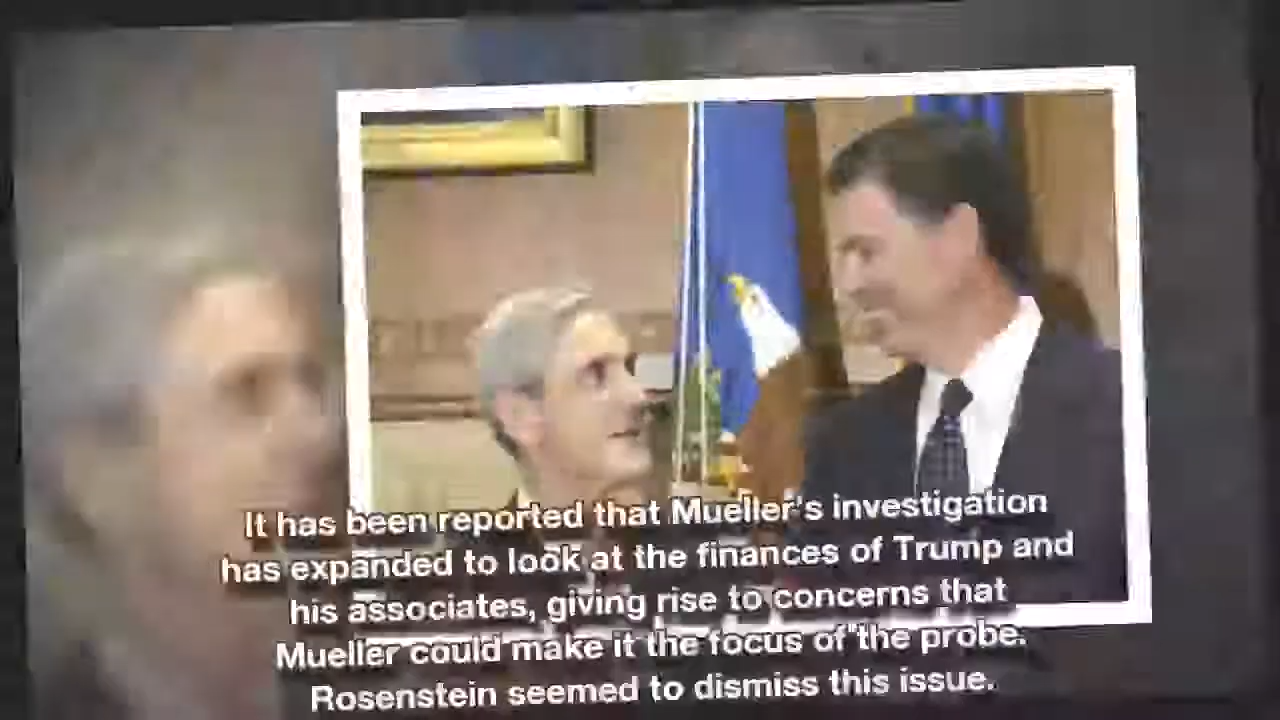 It has been reported that Mueller's investigation
has expanded to look at the finances of Trump and
his associates, giving rise to concerns that
Mueller could make it the focus of the probe.
Rosenstein seemed to dismiss this issue.